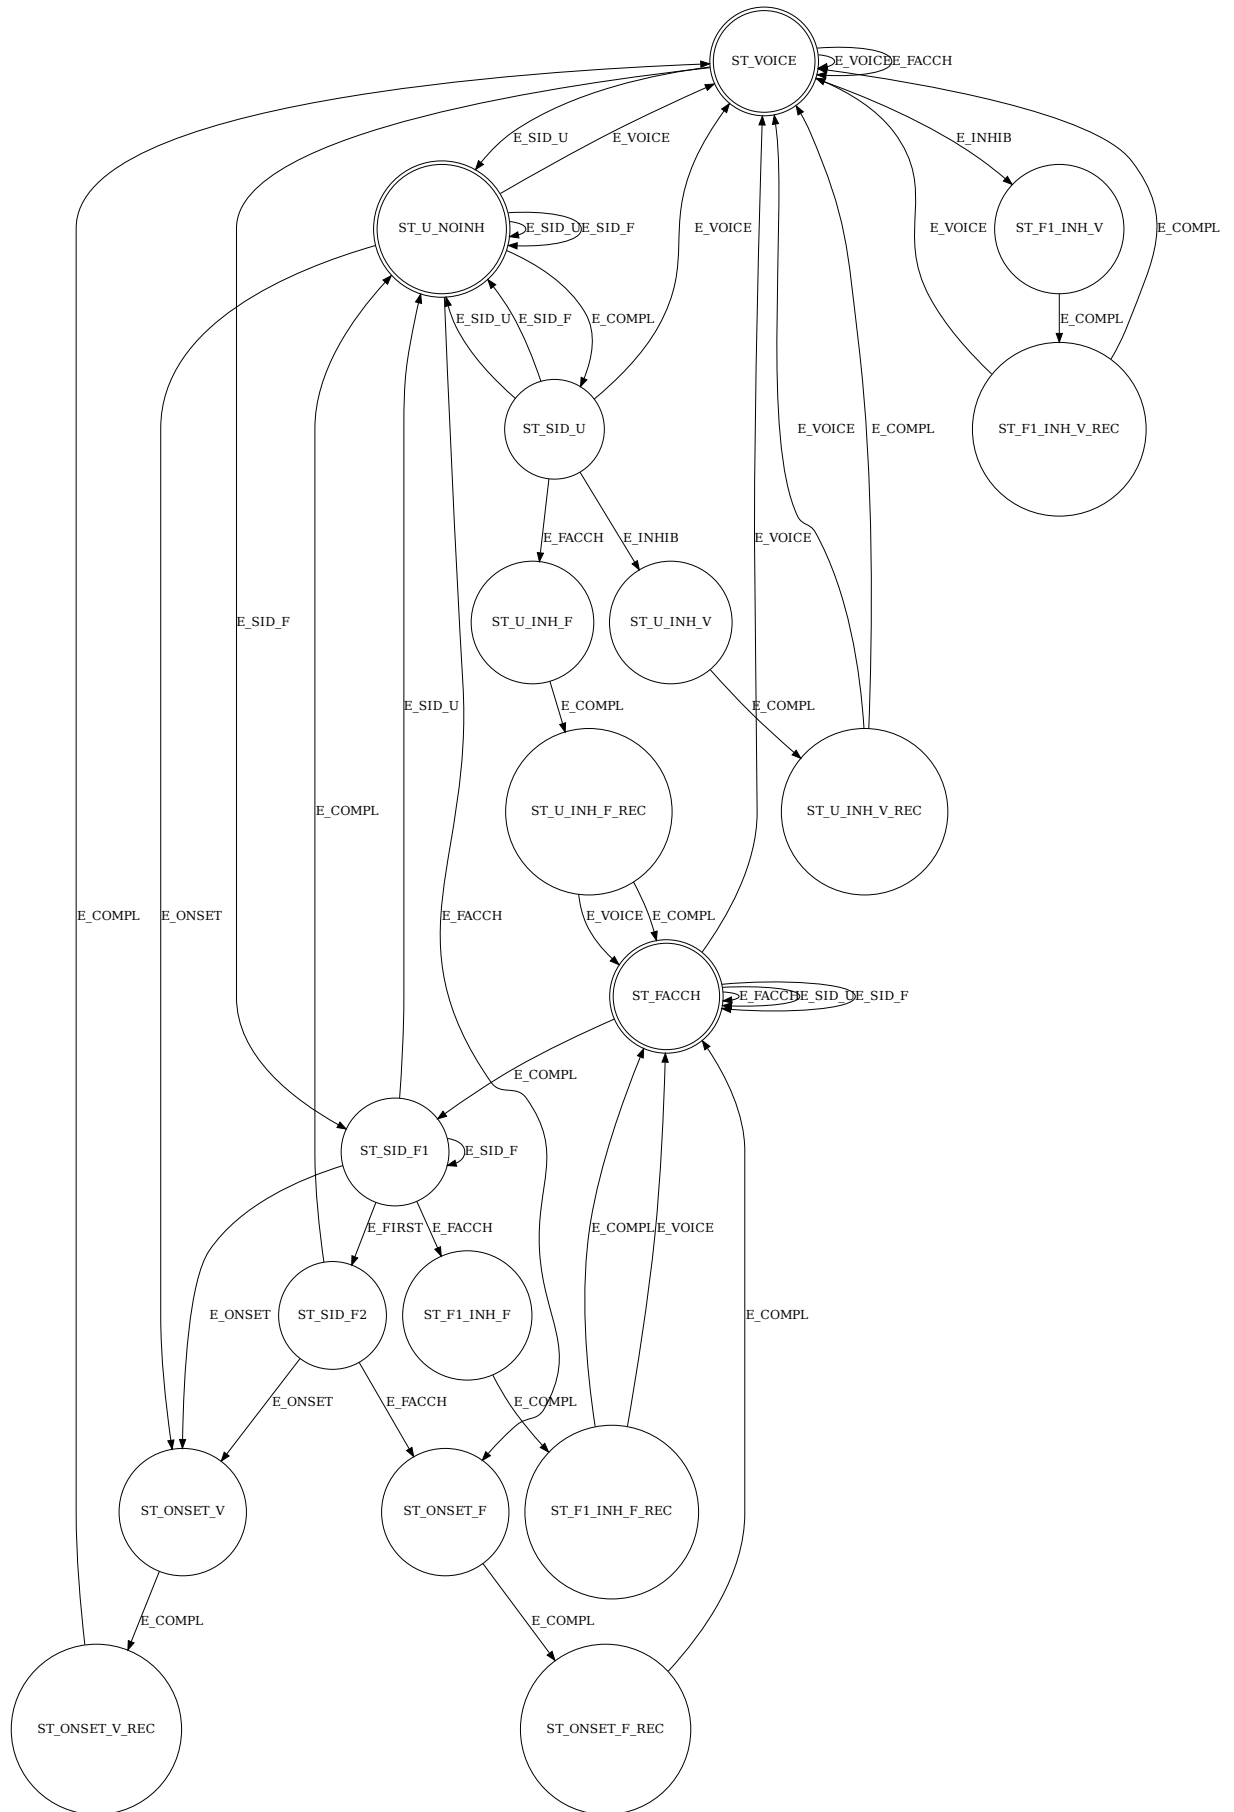 ST_VOICE
E_VOICE
E_FACCH
E_SID_U
E_VOICE
E_INHIB
ST_U_NOINH
E_SID_U
E_SID_F
E_VOICE
ST_F1_INH_V
E_VOICE
E_COMPL
E_SID_U
E_SID_F
E_COMPL
E_COMPL
ST_SID_U
E_VOICE
E_COMPL
ST_F1_INH_V_REC
E_FACCH
E_INHIB
E_VOICE
E_SID_F
ST_U_INH_F
ST_U_INH_V
E_SID_U
E_COMPL
E_COMPL
E_COMPL
ST_U_INH_F_REC
ST_U_INH_V_REC
E_COMPL
E_ONSET
E_FACCH
E_VOICE
E_COMPL
ST_FACCH
E_FACCH
E_SID_U
E_SID_F
E_COMPL
ST_SID_F1
E_SID_F
E_FIRST
E_FACCH
E_COMPL
E_VOICE
E_ONSET
ST_SID_F2
ST_F1_INH_F
E_COMPL
E_ONSET
E_FACCH
E_COMPL
ST_ONSET_V
ST_ONSET_F
ST_F1_INH_F_REC
E_COMPL
E_COMPL
ST_ONSET_V_REC
ST_ONSET_F_REC